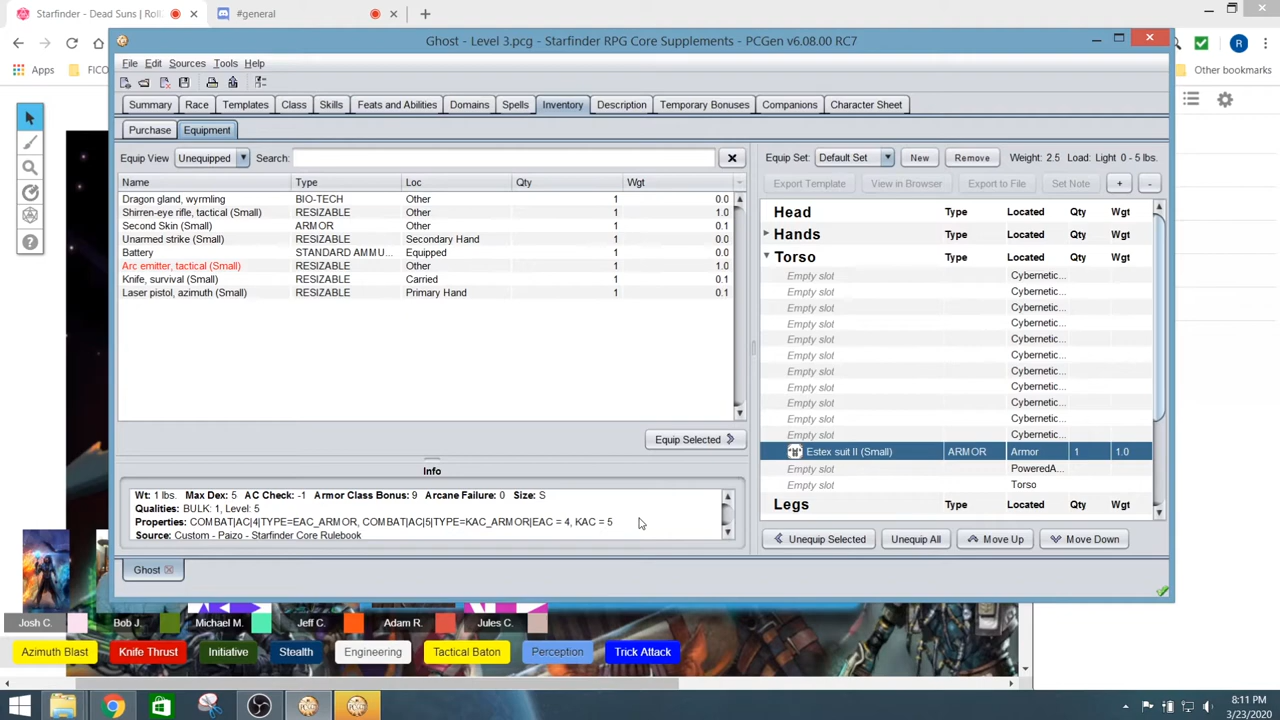 Starfinder - Dead Suns | Roll
#general
Ghost - Level 3.pcg - Starfinder RPG Core Supplements - PCGen v6.08.00 RC7
Apps
FICO
R
Other bookmarks
File Edit Sources Tools Help
Summary Race Templates Class Skills Feats and Abilities Domains Spells Inventory Description Temporary Bonuses Companions Character Sheet
Purchase Equipment
Equip View Unequipped Search:
Equip Set: Default Set New Remove Weight: 2.5 Load: Light 0 - 5 lbs.
Name Type Loc Qty Wgt
Export Template View in Browser Export to File Set Note + -
Dragon gland, wyrmling BIO-TECH Other 1 0.0
Shirren-eye rifle, tactical (Small) RESIZABLE Other 1 1.0
Second Skin (Small) ARMOR Other 1 0.1
Unarmed strike (Small) RESIZABLE Secondary Hand 1 0.0
Battery STANDARD AMMU... Equipped 1 0.0
Arc emitter, tactical (Small) RESIZABLE Other 1 1.0
Knife, survival (Small) RESIZABLE Carried 1 0.1
Laser pistol, azimuth (Small) RESIZABLE Primary Hand 1 0.1
Head Type Located Qty Wgt
Hands Type Located Qty Wgt
Torso Type Located Qty Wgt
Empty slot Cybernetic...
Empty slot Cybernetic...
Empty slot Cybernetic...
Empty slot Cybernetic...
Empty slot Cybernetic...
Empty slot Cybernetic...
Empty slot Cybernetic...
Empty slot Cybernetic...
Empty slot Cybernetic...
Empty slot Cybernetic...
Empty slot Cybernetic...
Estex suit II (Small) ARMOR Armor 1 1.0
Empty slot PoweredA...
Empty slot Torso
Legs Type Located Qty Wgt
Equip Selected
Unequip Selected Unequip All Move Up Move Down
Info
Wt: 1 lbs. Max Dex: 5 AC Check: -1 Armor Class Bonus: 9 Arcane Failure: 0 Size: S
Qualities: BULK: 1, Level: 5
Properties: COMBAT|AC|4|TYPE=EAC_ARMOR, COMBAT|AC|5|TYPE=KAC_ARMOR|EAC = 4, KAC = 5
Source: Custom - Paizo - Starfinder Core Rulebook
Ghost
Josh C. Bob J. Michael M. Jeff C. Adam R. Jules C.
Azimuth Blast Knife Thrust Initiative Stealth Engineering Tactical Baton Perception Trick Attack
8:11 PM
3/23/2020